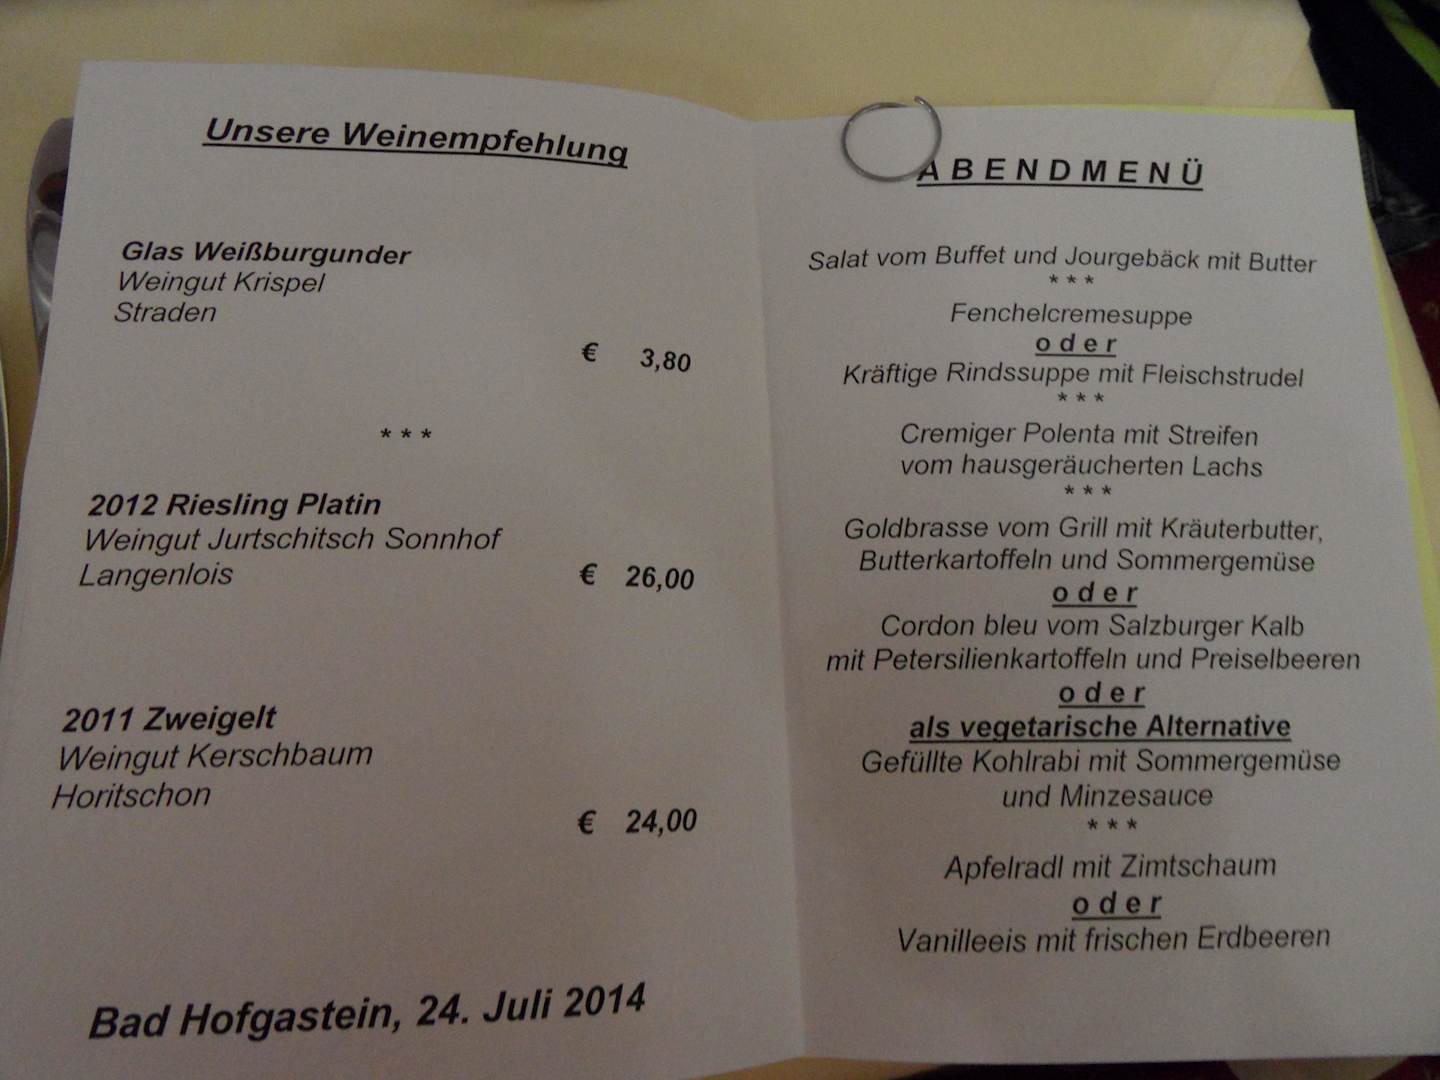 Unsere Weinempfehlung
Glas Weißburgunder
Weingut Krispel
Straden
€ 3,80
* * *
2012 Riesling Platin
Weingut Jurtschitsch Sonnhof
Langenlois € 26,00
2011 Zweigelt
Weingut Kerschbaum
Horitschon
€ 24,00
Bad Hofgastein, 24. Juli 2014
ABENDMENÜ
Salat vom Buffet und Jourgebäck mit Butter
* * *
Fenchelcremesuppe
oder
Kräftige Rindssuppe mit Fleischstrudel
* * *
Cremiger Polenta mit Streifen
vom hausgeräucherten Lachs
* * *
Goldbrasse vom Grill mit Kräuterbutter,
Butterkartoffeln und Sommergemüse
oder
Cordon bleu vom Salzburger Kalb
mit Petersilienkartoffeln und Preiselbeeren
oder
als vegetarische Alternative
Gefüllte Kohlrabi mit Sommergemüse
und Minzesauce
* * *
Apfelradl mit Zimtschaum
oder
Vanilleeis mit frischen Erdbeeren